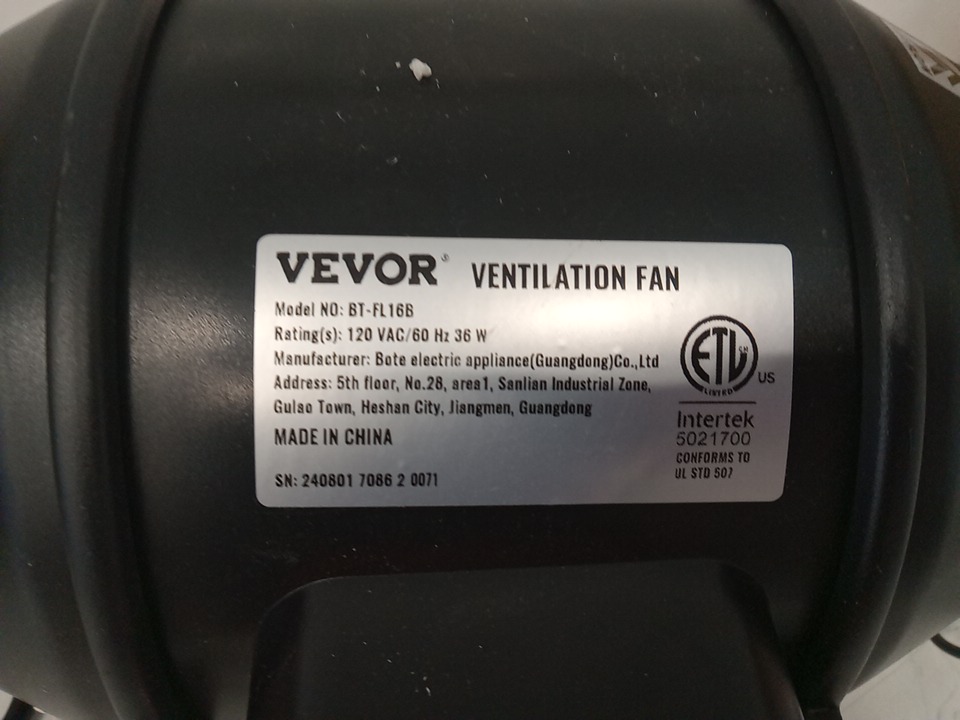 VEVOR® VENTILATION FAN
Model NO: BT-FL16B
Rating(s): 120 VAC/60 Hz 36 W
Manufacturer: Bote electric appliance(Guangdong)Co.,Ltd
Address: 5th floor, No.28, area1, Sanlian Industrial Zone,
Gulao Town, Heshan City, Jiangmen, Guangdong
MADE IN CHINA
SN: 240801 7086 2 0071
ETL CM
LISTED
US
Intertek
5021700
CONFORMS TO
UL STD 507